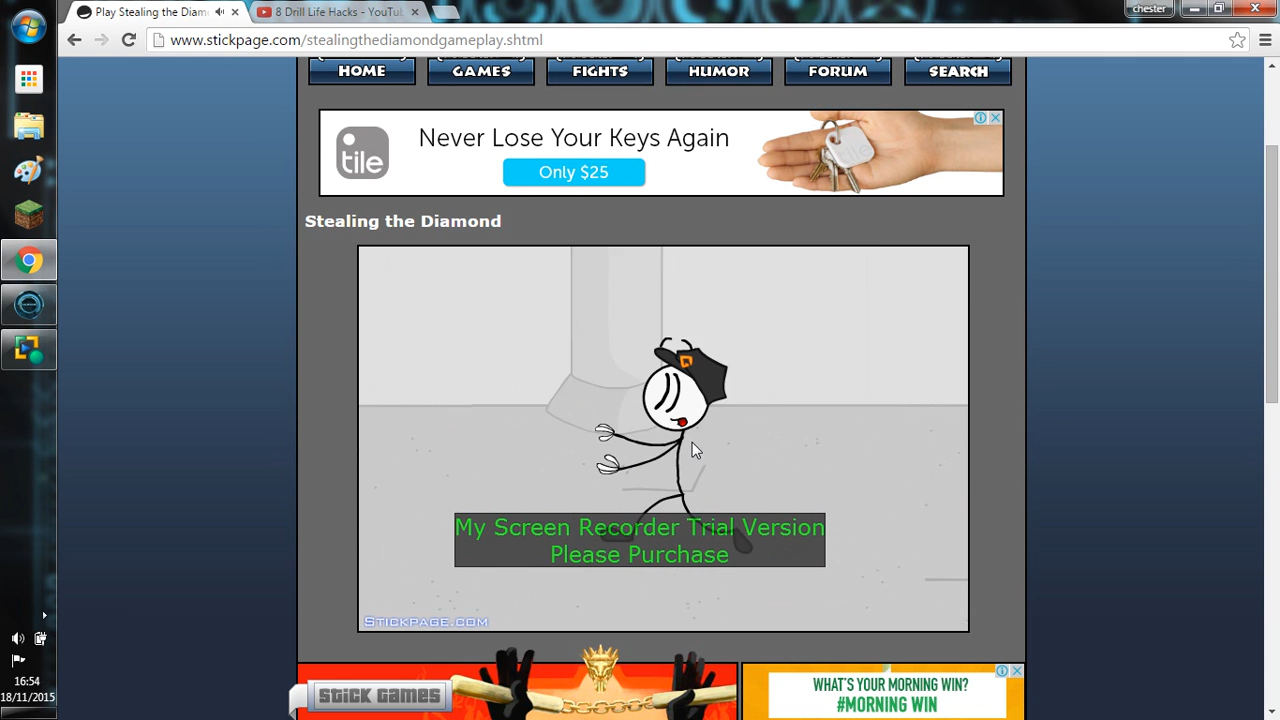 Play Stealing the Diam
8 Drill Life Hacks - YouTu
chester
www.stickpage.com/stealingthediamondgameplay.shtml
HOME
GAMES
FIGHTS
HUMOR
FORUM
SEARCH
tile
Never Lose Your Keys Again
Only $25
Stealing the Diamond
My Screen Recorder Trial Version
Please Purchase
STICKPAGE.COM
STICK GAMES
WHAT'S YOUR MORNING WIN?
#MORNING WIN
16:54
18/11/2015